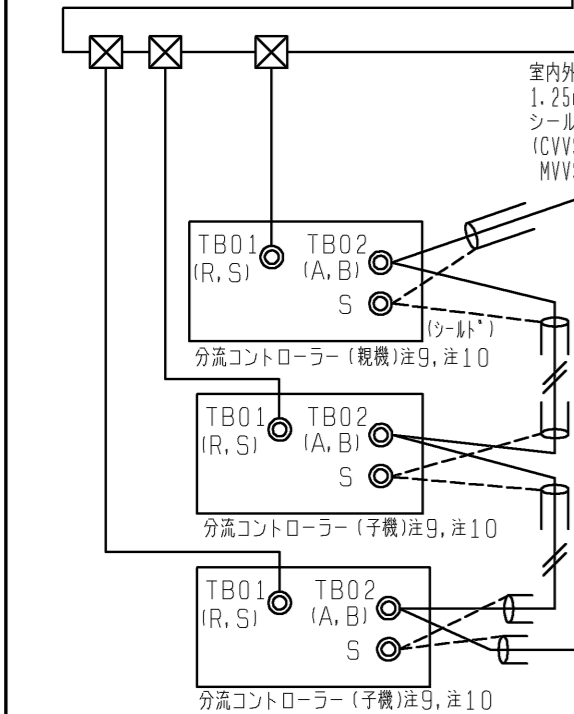 室内外
1.25
シール
(CVVS
MVVS
TB01 TB02
(R,S) (A,B)
S
(シールド)
分流コントローラー(親機)注9,注10
TB01 TB02
(R,S) (A,B)
S
分流コントローラー(子機)注9,注10
TB01 TB02
(R,S) (A,B)
S
分流コントローラー(子機)注9,注10